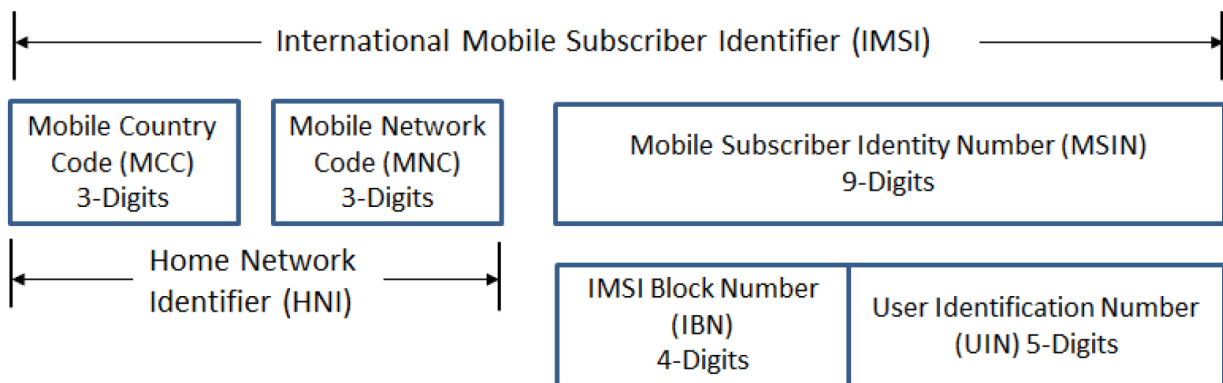 International Mobile Subscriber Identifier (IMSI)
Mobile Country
Code (MCC)
3-Digits
Mobile Network
Code (MNC)
3-Digits
Mobile Subscriber Identity Number (MSIN)
9-Digits
Home Network
Identifier (HNI)
IMSI Block Number
(IBN)
4-Digits
User Identification Number
(UIN) 5-Digits